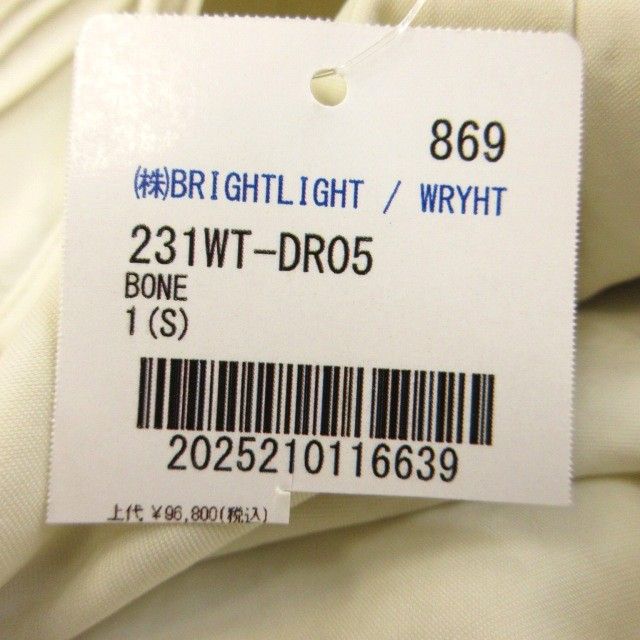 869
㈱BRIGHTLIGHT / WRYHT
231WT-DR05
BONE
1(S)
2025210116639
上代 ¥96,800(税込)